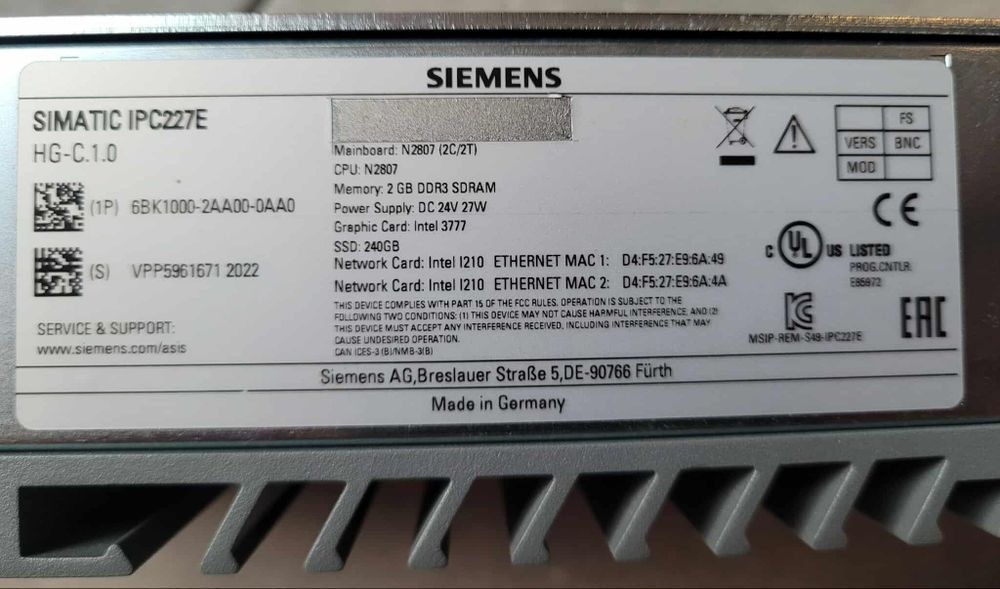 SIEMENS
SIMATIC IPC227E
HG-C.1.0
(1P) 6BK1000-2AA00-0AA0
(S) VPP5961671 2022
SERVICE & SUPPORT:
www.siemens.com/asis
Mainboard: N2807 (2C/2T)
CPU: N2807
Memory: 2 GB DDR3 SDRAM
Power Supply: DC 24V 27W
Graphic Card: Intel 3777
SSD: 240GB
Network Card: Intel I210 ETHERNET MAC 1: D4:F5:27:E9:6A:49
Network Card: Intel I210 ETHERNET MAC 2: D4:F5:27:E9:6A:4A
THIS DEVICE COMPLIES WITH PART 15 OF THE FCC RULES. OPERATION IS SUBJECT TO THE
FOLLOWING TWO CONDITIONS: (1) THIS DEVICE MAY NOT CAUSE HARMFUL INTERFERENCE, AND (2)
THIS DEVICE MUST ACCEPT ANY INTERFERENCE RECEIVED, INCLUDING INTERFERENCE THAT MAY
CAUSE UNDESIRED OPERATION.
CAN ICES-3 (B)/NMB-3(B)
FS
VERS BNC
MOD
CE
C UL US LISTED
PROG.CNTLR.
E85972
MSIP-REM-S49-IPC227E
EAC
Siemens AG,Breslauer Straße 5,DE-90766 Fürth
Made in Germany